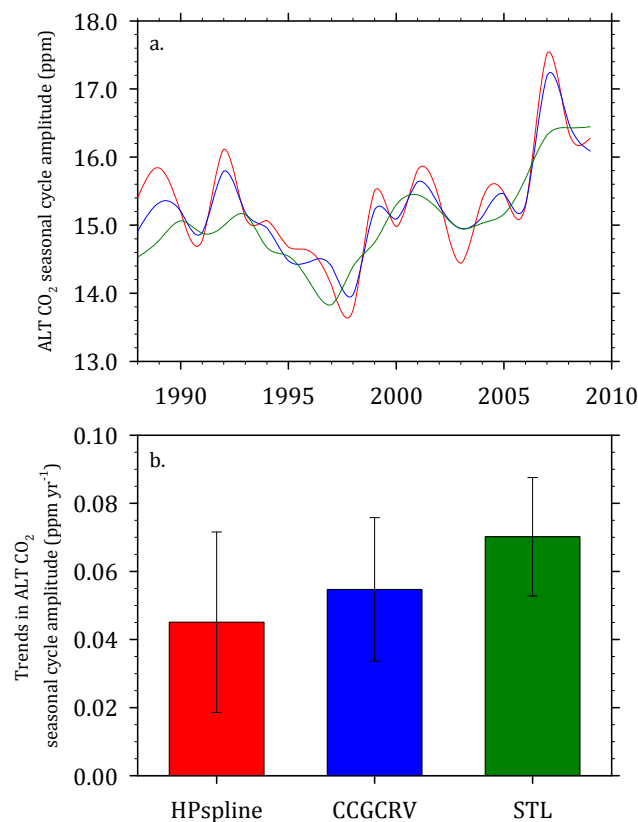 a.
ALT CO2 seasonal cycle amplitude (ppm)
18.0
17.0
16.0
15.0
14.0
13.0
1990 1995 2000 2005 2010
b.
Trends in ALT CO2
seasonal cycle amplitude (ppm yr-1)
0.10
0.08
0.06
0.04
0.02
0.00
HPspline CCGCRV STL